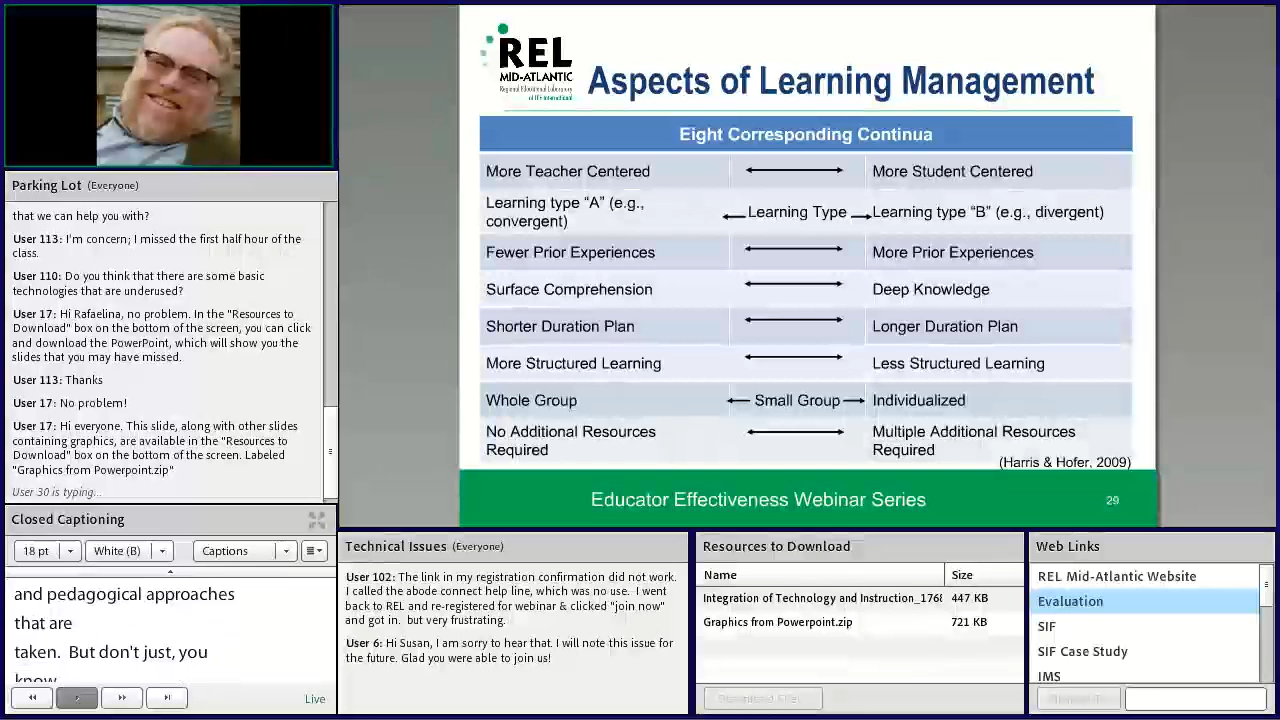 REL
MID-ATLANTIC
Regional Educational Laboratory
Aspects of Learning Management
Eight Corresponding Continua
More Teacher Centered More Student Centered
Learning type “A” (e.g.,
convergent) Learning Type Learning type “B” (e.g., divergent)
Fewer Prior Experiences More Prior Experiences
Surface Comprehension Deep Knowledge
Shorter Duration Plan Longer Duration Plan
More Structured Learning Less Structured Learning
Whole Group Small Group Individualized
No Additional Resources Multiple Additional Resources
Required Required
(Harris & Hofer, 2009)
Educator Effectiveness Webinar Series 29
Parking Lot (Everyone)
that we can help you with?
User 113: I'm concern; I missed the first half hour of the
class.
User 110: Do you think that there are some basic
technologies that are underused?
User 17: Hi Rafaelina, no problem. In the "Resources to
Download" box on the bottom of the screen, you can click
and download the PowerPoint, which will show you the
slides that you may have missed.
User 113: Thanks
User 17: No problem!
User 17: Hi everyone. This slide, along with other slides
containing graphics, are available in the "Resources to
Download" box on the bottom of the screen. Labeled
"Graphics from Powerpoint.zip"
User 30 is typing...
Closed Captioning
18 pt White (B) Captions
and pedagogical approaches
that are
taken. But don't just, you
know
Live
Technical Issues (Everyone)
User 102: The link in my registration confirmation did not work.
I called the abode connect help line, which was no use. I went
back to REL and re-registered for webinar & clicked "join now"
and got in. but very frustrating.
User 6: Hi Susan, I am sorry to hear that. I will note this issue for
the future. Glad you were able to join us!
Resources to Download
Name Size
Integration of Technology and Instruction_176 447 KB
Graphics from Powerpoint.zip 721 KB
Web Links
REL Mid-Atlantic Website
Evaluation
SIF
SIF Case Study
IMS